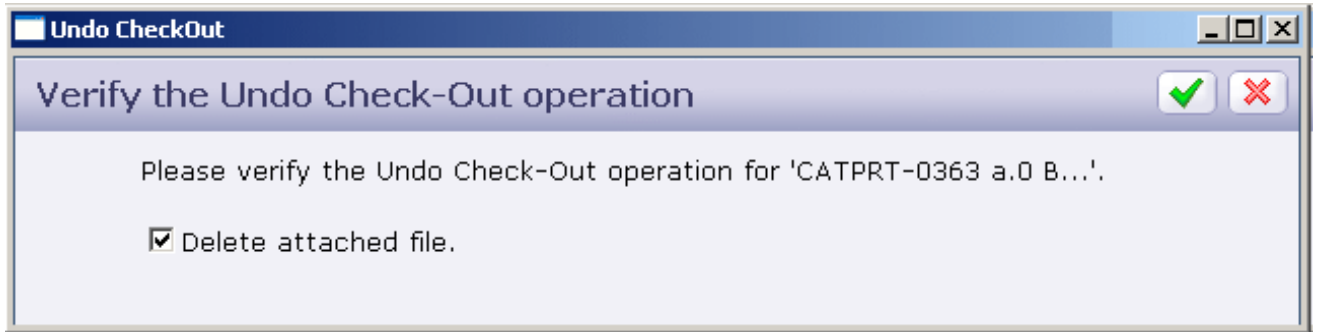 Undo CheckOut
Verify the Undo Check-Out operation
Please verify the Undo Check-Out operation for 'CATPRT-0363 a.0 B...'.
Delete attached file.